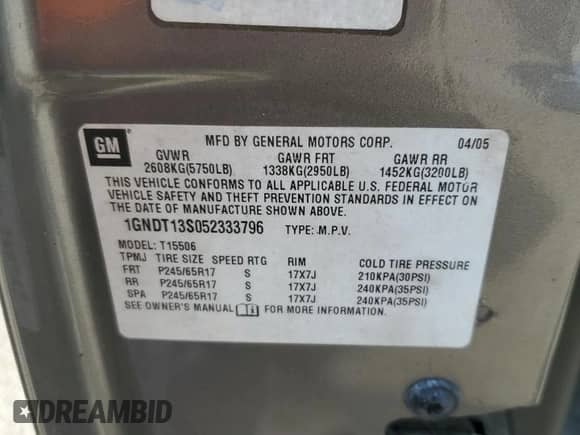 GM
MFD BY GENERAL MOTORS CORP. 04/05
GVWR GAWR FRT GAWR RR
2608KG(5750LB) 1338KG(2950LB) 1452KG(3200LB)
THIS VEHICLE CONFORMS TO ALL APPLICABLE U.S. FEDERAL MOTOR
VEHICLE SAFETY AND THEFT PREVENTION STANDARDS IN EFFECT ON
THE DATE OF MANUFACTURE SHOWN ABOVE.
1GNDT13S052333796 TYPE: M.P.V.
MODEL: T15506
TPMJ TIRE SIZE SPEED RTG RIM COLD TIRE PRESSURE
FRT P245/65R17 S 17X7J 210KPA(30PSI)
RR P245/65R17 S 17X7J 240KPA(35PSI)
SPA P245/65R17 S 17X7J 240KPA(35PSI)
SEE OWNER'S MANUAL FOR MORE INFORMATION.
DREAMBID